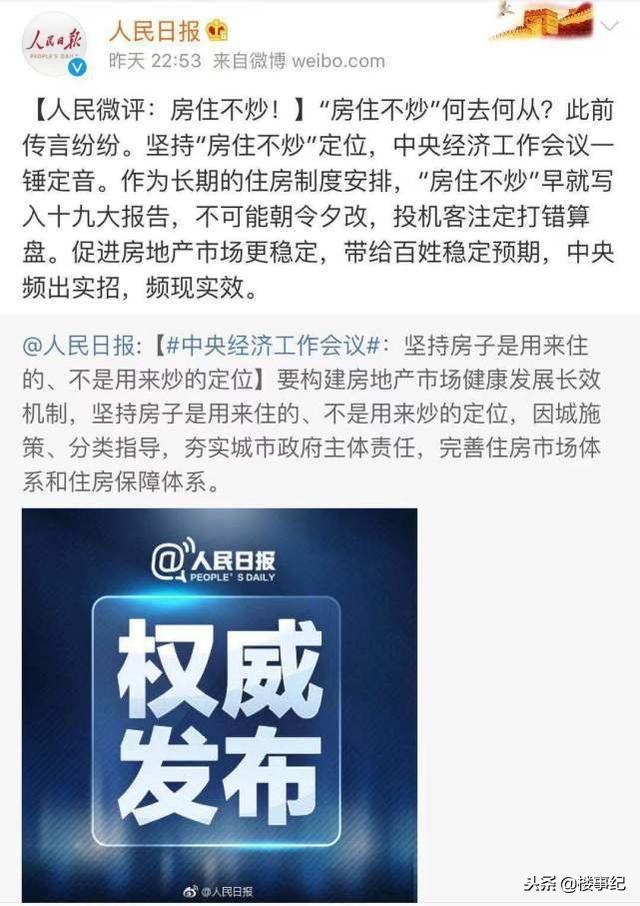 人民日报
PEOPLE'S DAILY
人民日报
昨天 22:53 来自微博 weibo.com
【人民微评：房住不炒！】“房住不炒”何去何从？此前
传言纷纷。坚持“房住不炒”定位，中央经济工作会议一
锤定音。作为长期的住房制度安排，“房住不炒”早就写
入十九大报告，不可能朝令夕改，投机客注定打错算
盘。促进房地产市场更稳定，带给百姓稳定预期，中央
频出实招，频现实效。
@人民日报:【#中央经济工作会议#：坚持房子是用来住
的、不是用来炒的定位】要构建房地产市场健康发展长效
机制，坚持房子是用来住的、不是用来炒的定位，因城施
策、分类指导，夯实城市政府主体责任，完善住房市场体
系和住房保障体系。
@人民日报
PEOPLE'S DAILY
权威
发布
@人民日报
头条 @楼事纪